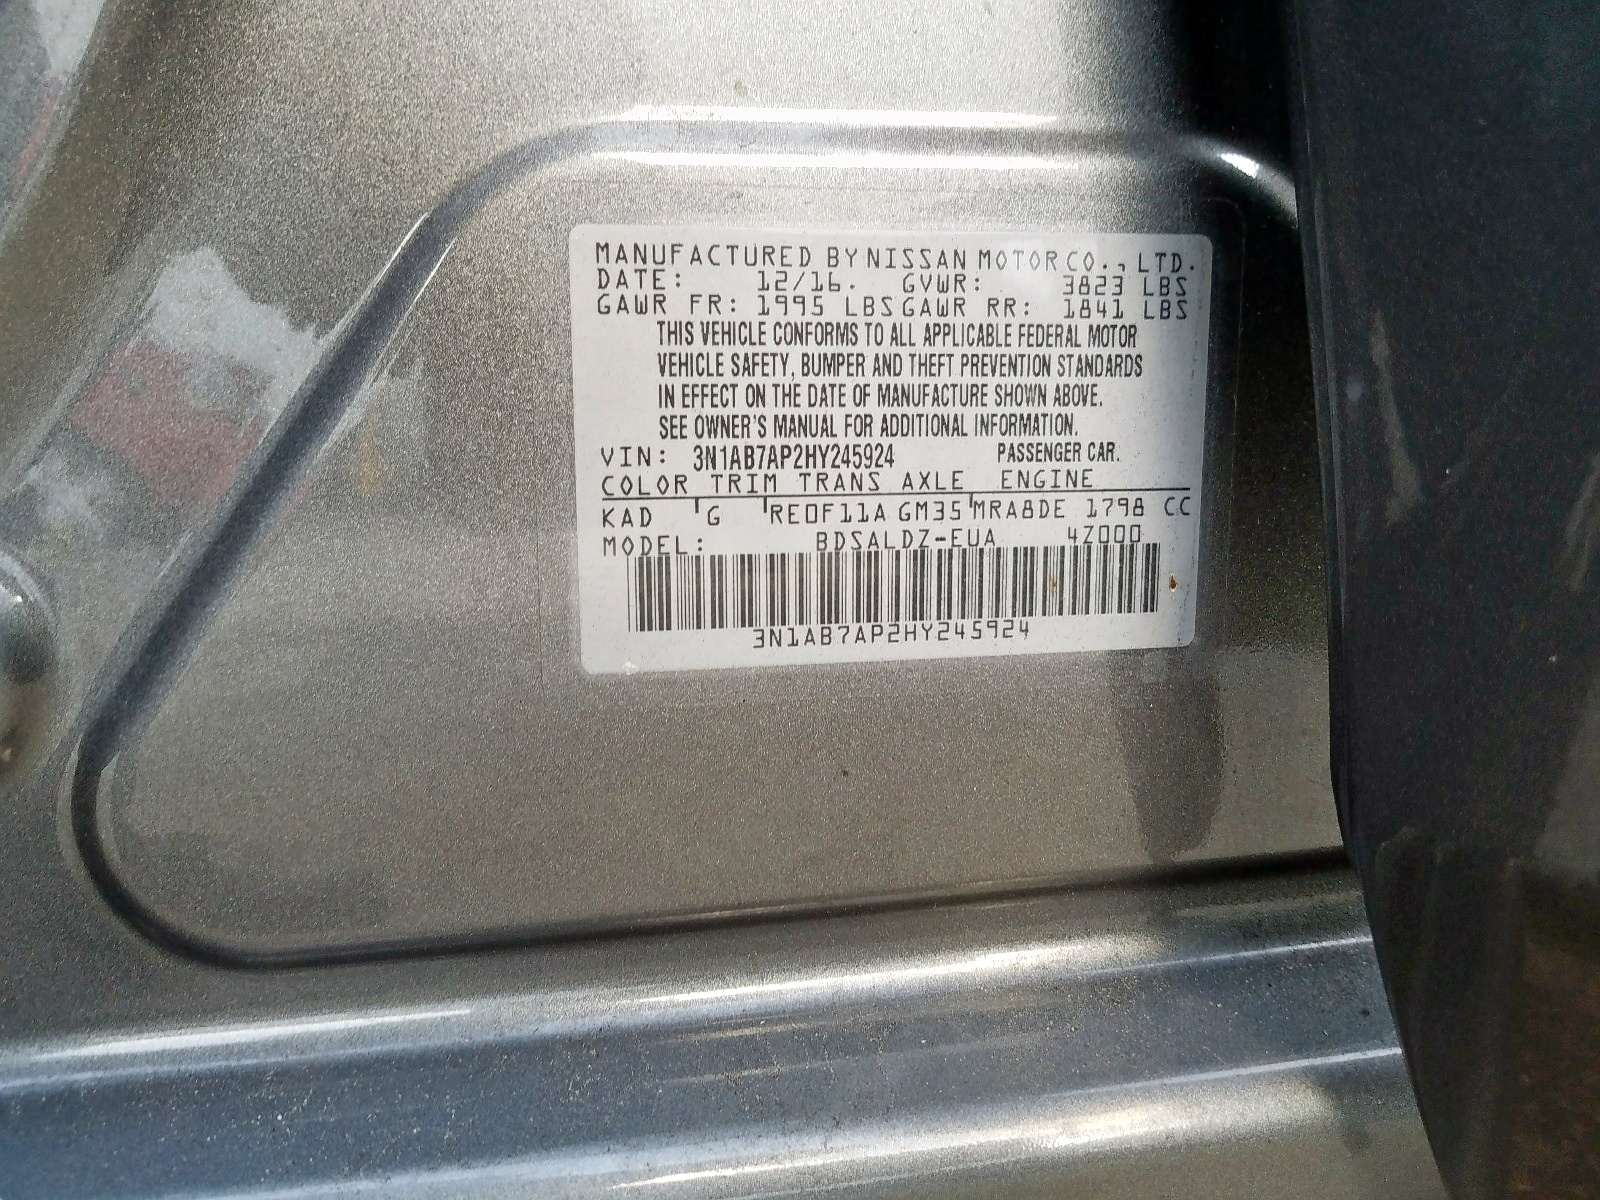 MANUFACTURED BY NISSAN MOTOR CO., LTD.
DATE: 12/16. GVWR: 3823 LBS
GAWR FR: 1995 LBS GAWR RR: 1841 LBS
THIS VEHICLE CONFORMS TO ALL APPLICABLE FEDERAL MOTOR
VEHICLE SAFETY, BUMPER AND THEFT PREVENTION STANDARDS
IN EFFECT ON THE DATE OF MANUFACTURE SHOWN ABOVE.
SEE OWNER'S MANUAL FOR ADDITIONAL INFORMATION.
VIN: 3N1AB7AP2HY245924 PASSENGER CAR.
COLOR TRIM TRANS AXLE ENGINE
KAD G RE0F11A GM35 MRA8DE 1798 CC
MODEL: BDSALDZ-EUA 4Z000
3N1AB7AP2HY245924